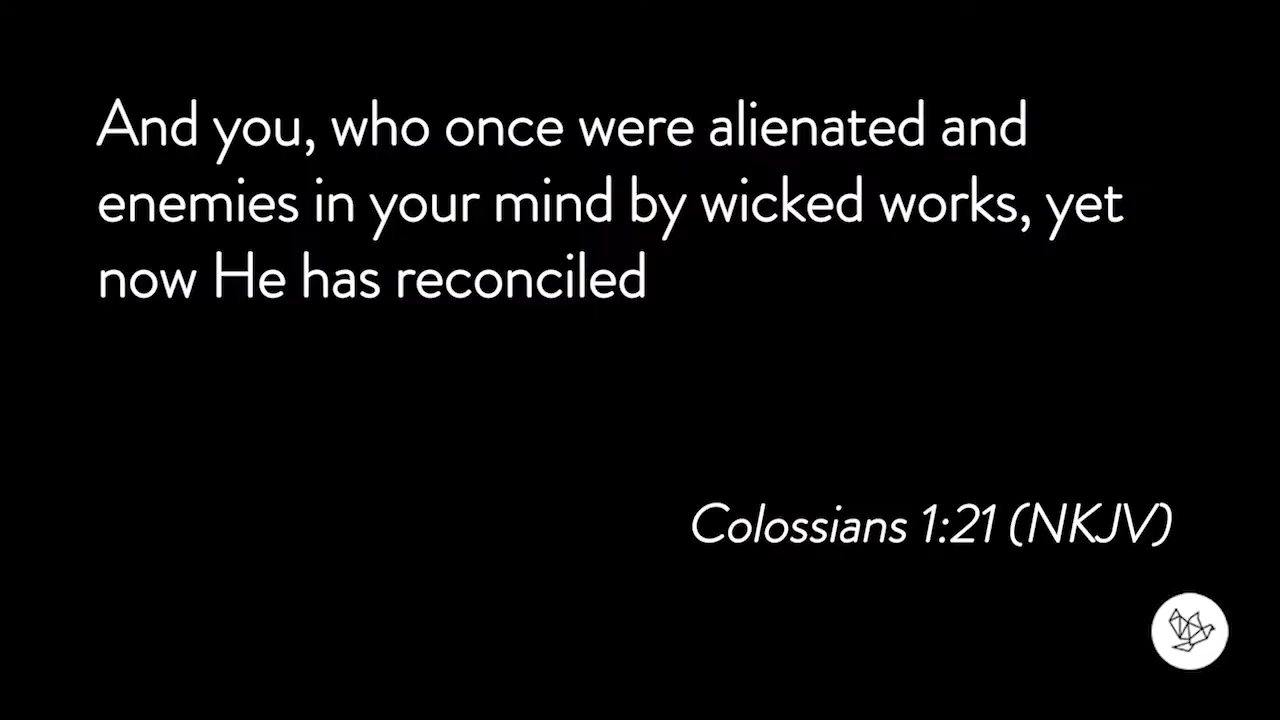 And you, who once were alienated and
enemies in your mind by wicked works, yet
now He has reconciled
Colossians 1:21 (NKJV)